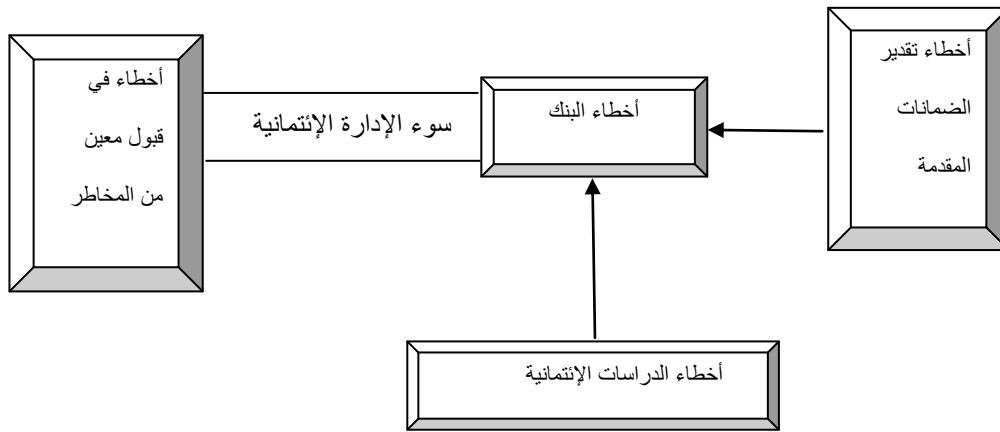 أخطاء تقدير
الضمانات
المقدمة
أخطاء البنك
سوء الإدارة الإئتمانية
أخطاء في
قبول معين
من المخاطر
أخطاء الدراسات الإئتمانية